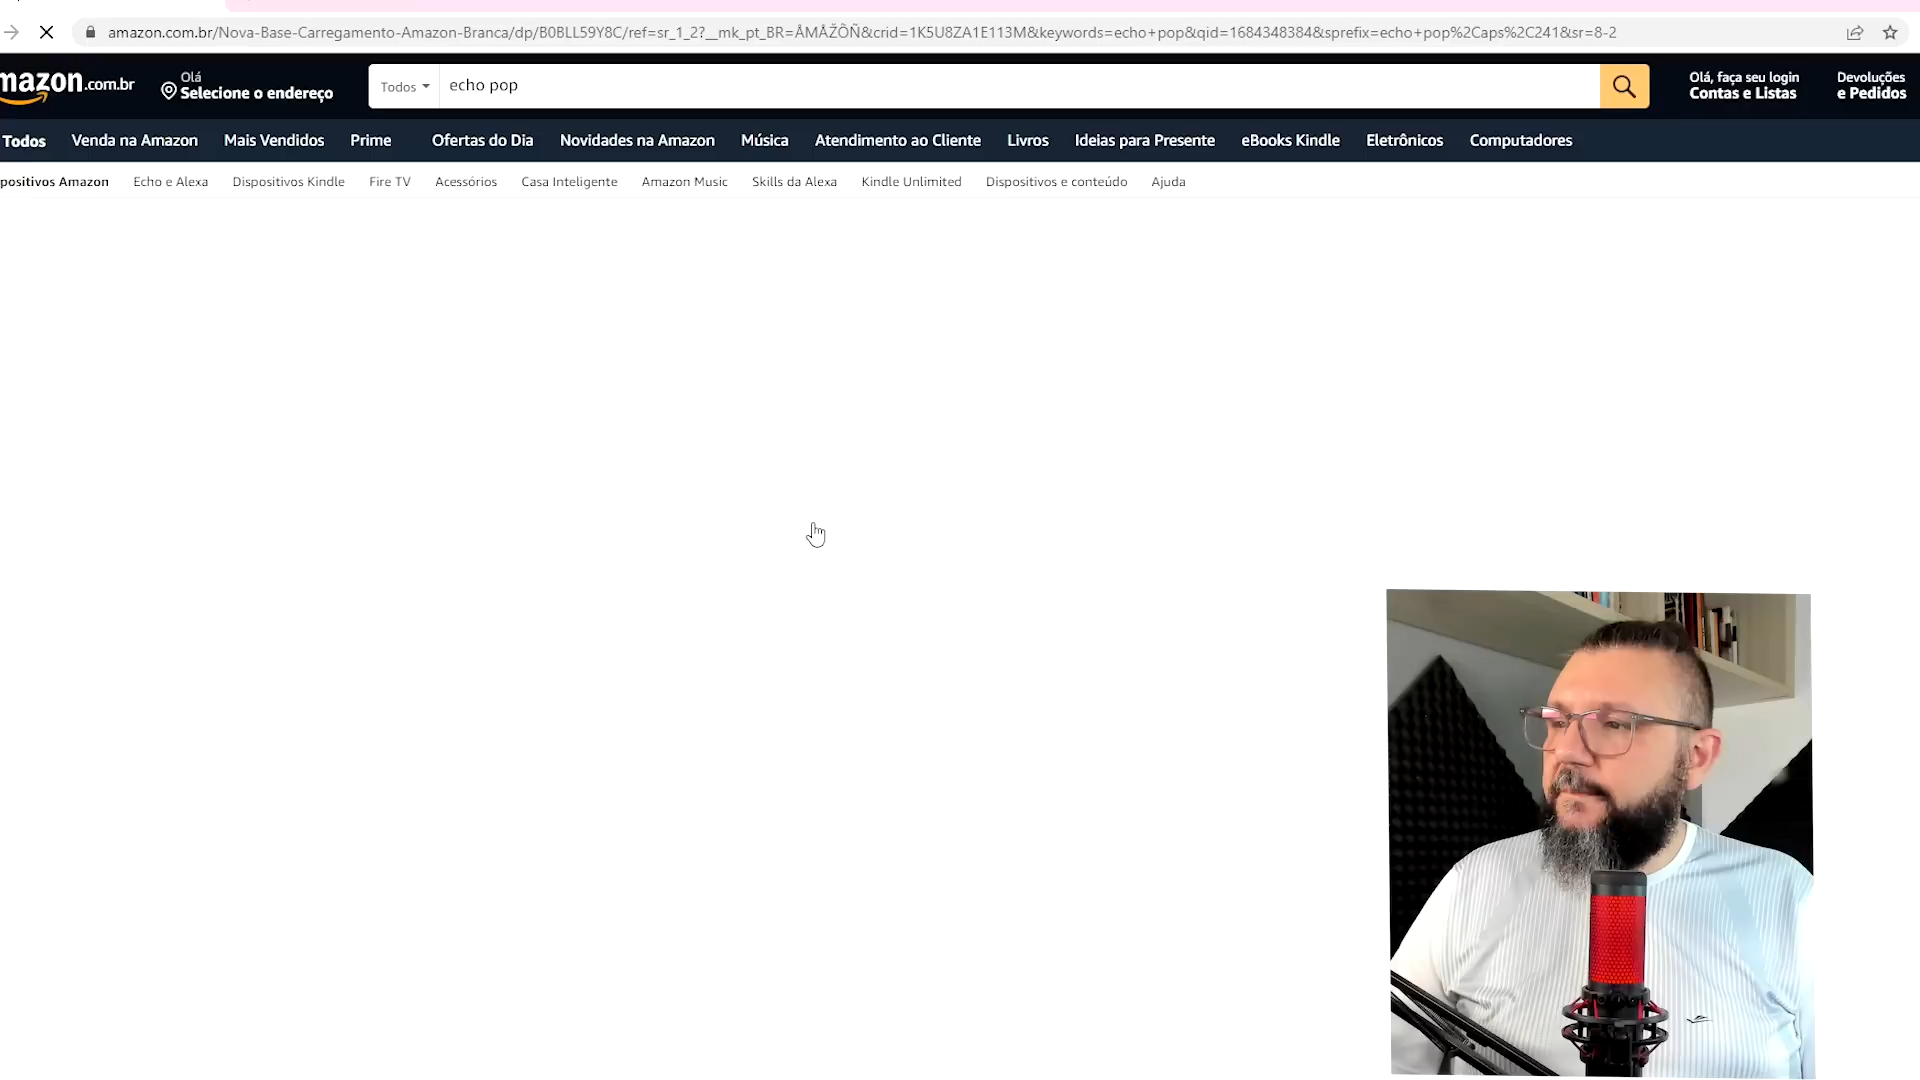 amazon.com.br/Nova-Base-Carregamento-Amazon-Branca/dp/B0BLL59Y8C/ref=sr_1_2?__mk_pt_BR=ÅMÅŽÕÑ&crid=1K5U8ZA1E113M&keywords=echo+pop&qid=1684348384&sprefix=echo+pop%2Caps%2C241&sr=8-2
mazon.com.br
Olá
Selecione o endereço
Todos
echo pop
Olá, faça seu login
Contas e Listas
Devoluções
e Pedidos
Todos Venda na Amazon Mais Vendidos Prime Ofertas do Dia Novidades na Amazon Música Atendimento ao Cliente Livros Ideias para Presente eBooks Kindle Eletrônicos Computadores
positivos Amazon Echo e Alexa Dispositivos Kindle Fire TV Acessórios Casa Inteligente Amazon Music Skills da Alexa Kindle Unlimited Dispositivos e conteúdo Ajuda